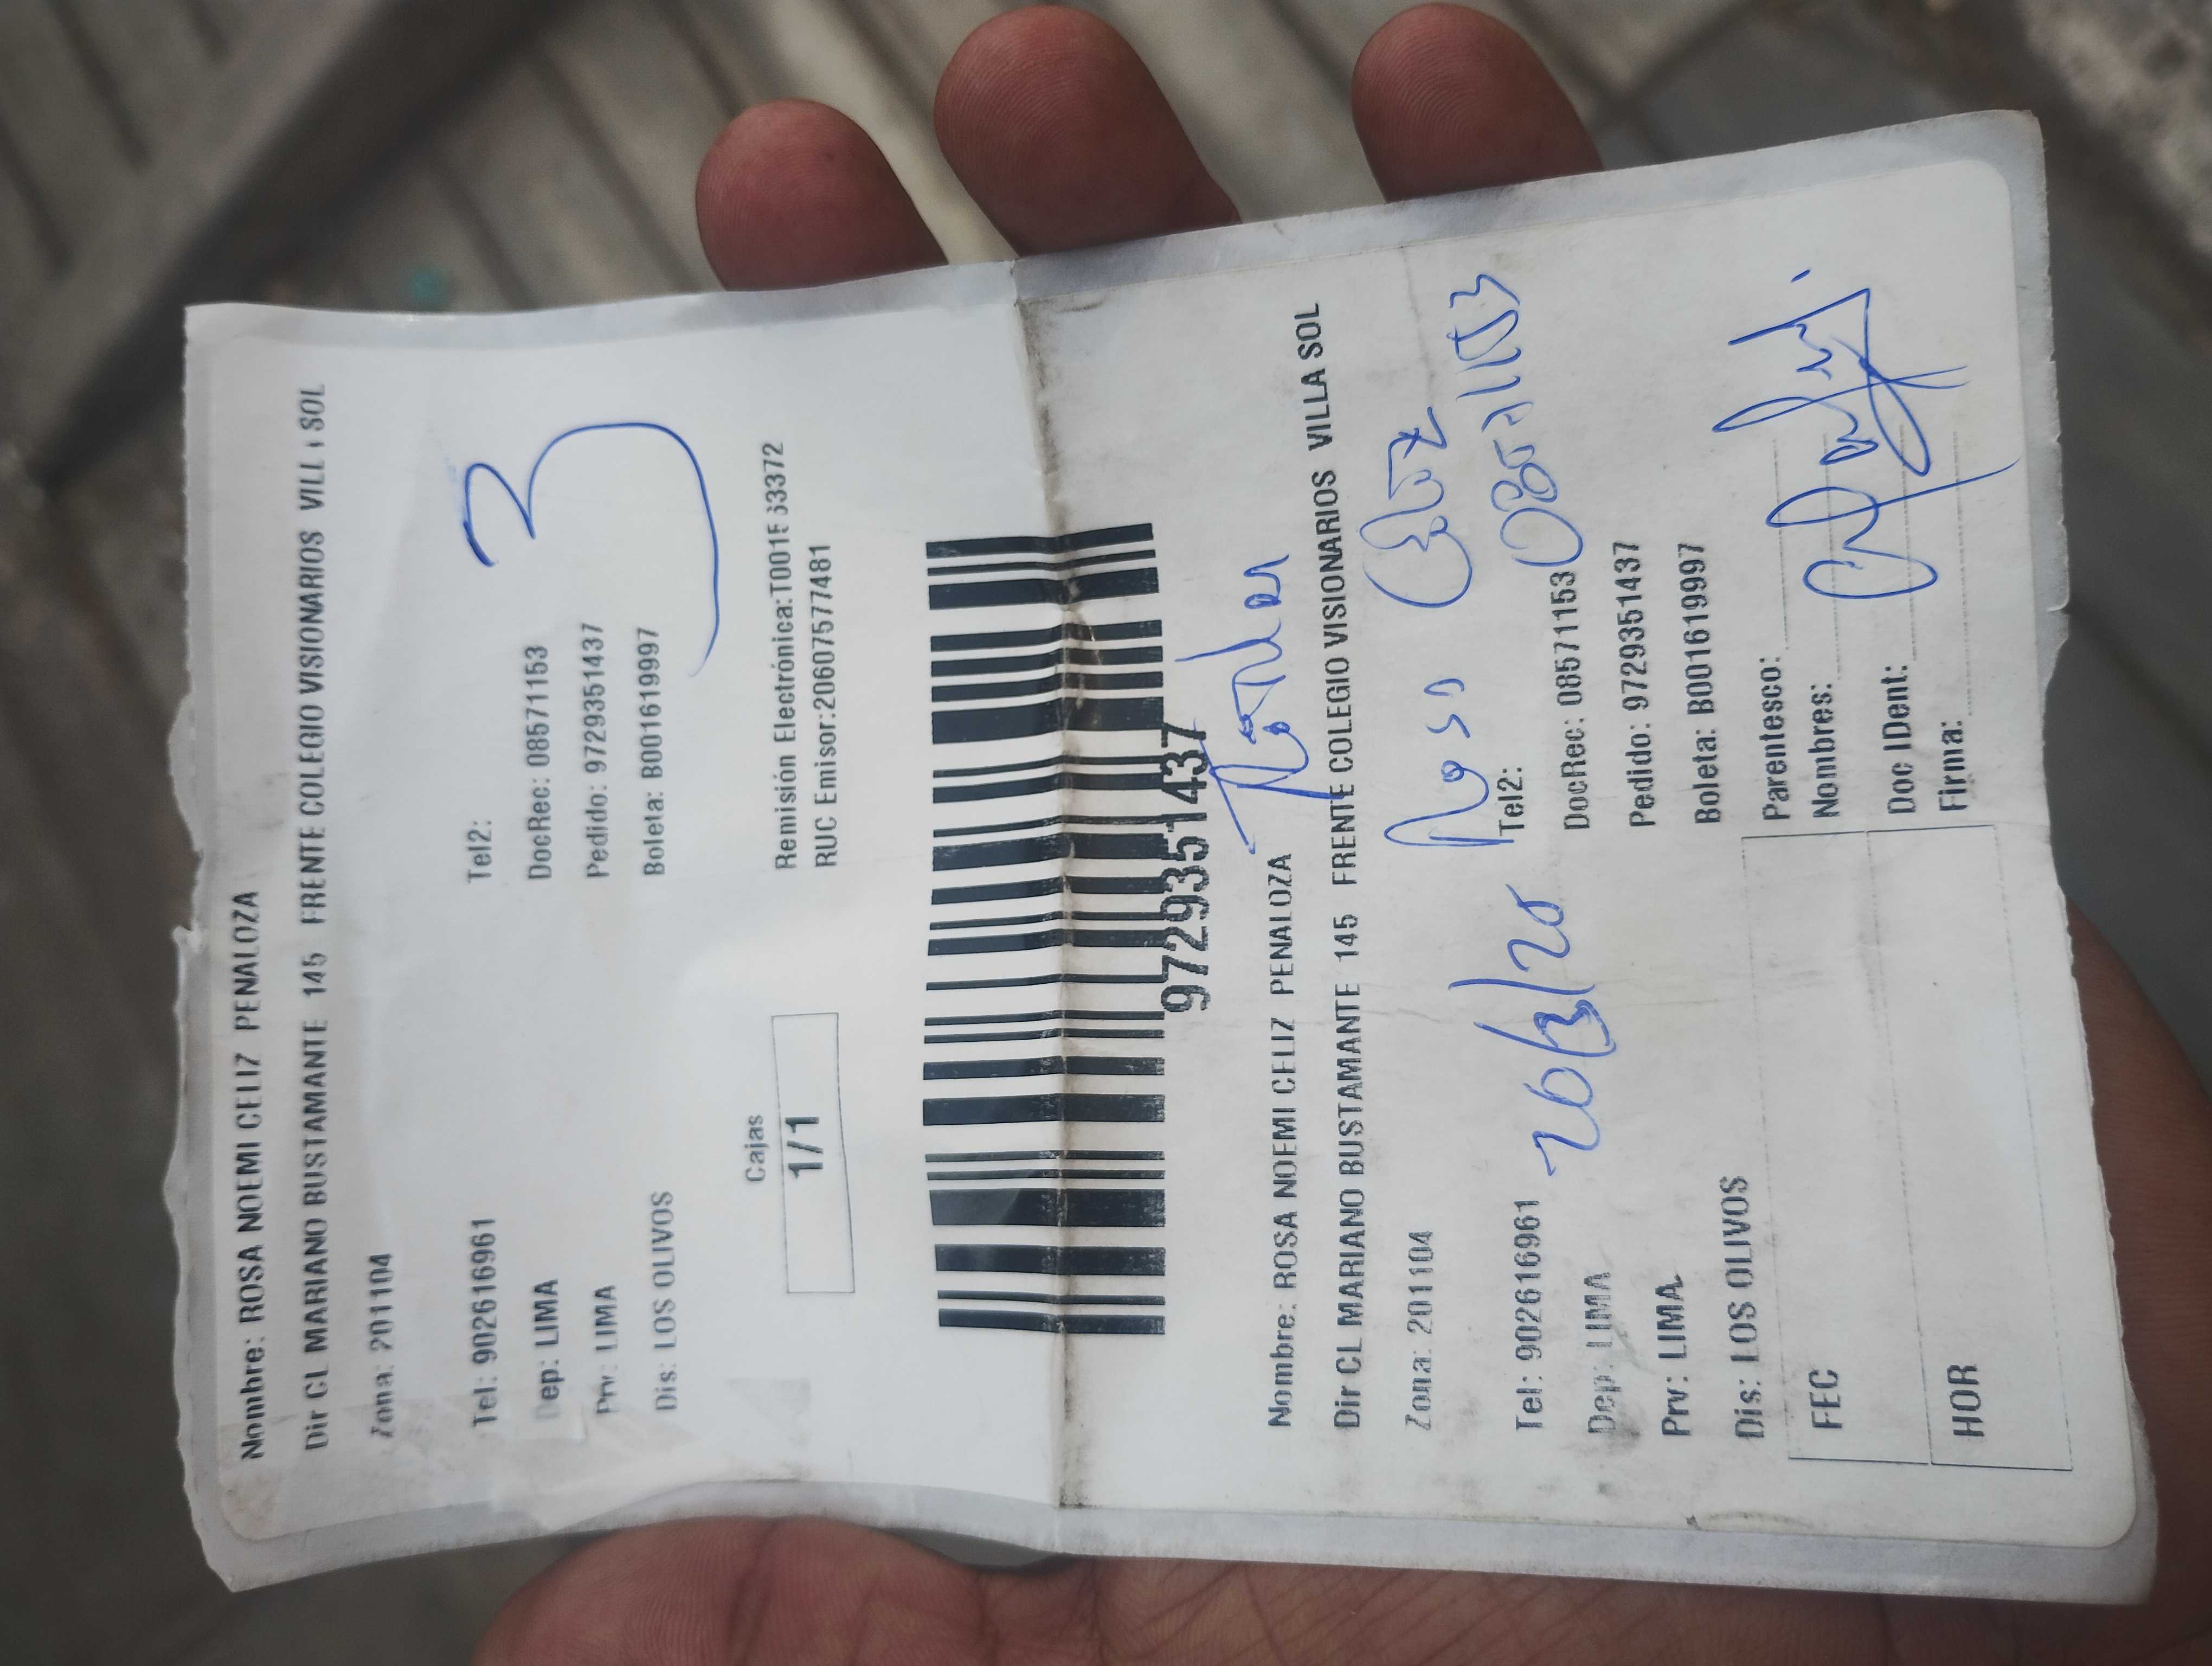 Nombre: ROSA NOEMI CELIZ PENALOZA
Dir CL MARIANO BUSTAMANTE 145 FRENTE COLEGIO VISIONARIOS VILL SOL
Zona: 201104
3
Tel: 902616961 Tel2:
Dep: LIMA DocRec: 08571153
Prv: LIMA Pedido: 9729351437
Dis: LOS OLIVOS Boleta: B001619997
Cajas
1/1
Remisión Electrónica:
RUC Emisor:20607577481
9729351437
Nombre: ROSA NOEMI CELIZ PENALOZA
Dir CL MARIANO BUSTAMANTE 145 FRENTE COLEGIO VISIONARIOS VILLA SOL
Zona: 201104 Rosa Celiz
Tel: 902616961 Tel2: 08571153
Dep: LIMA DocRec: 08571153
Prv: LIMA Pedido: 9729351437
Dis: LOS OLIVOS Boleta: B001619997
FEC Parentesco:
Nombres:
HOR Doc IDent:
Firma: